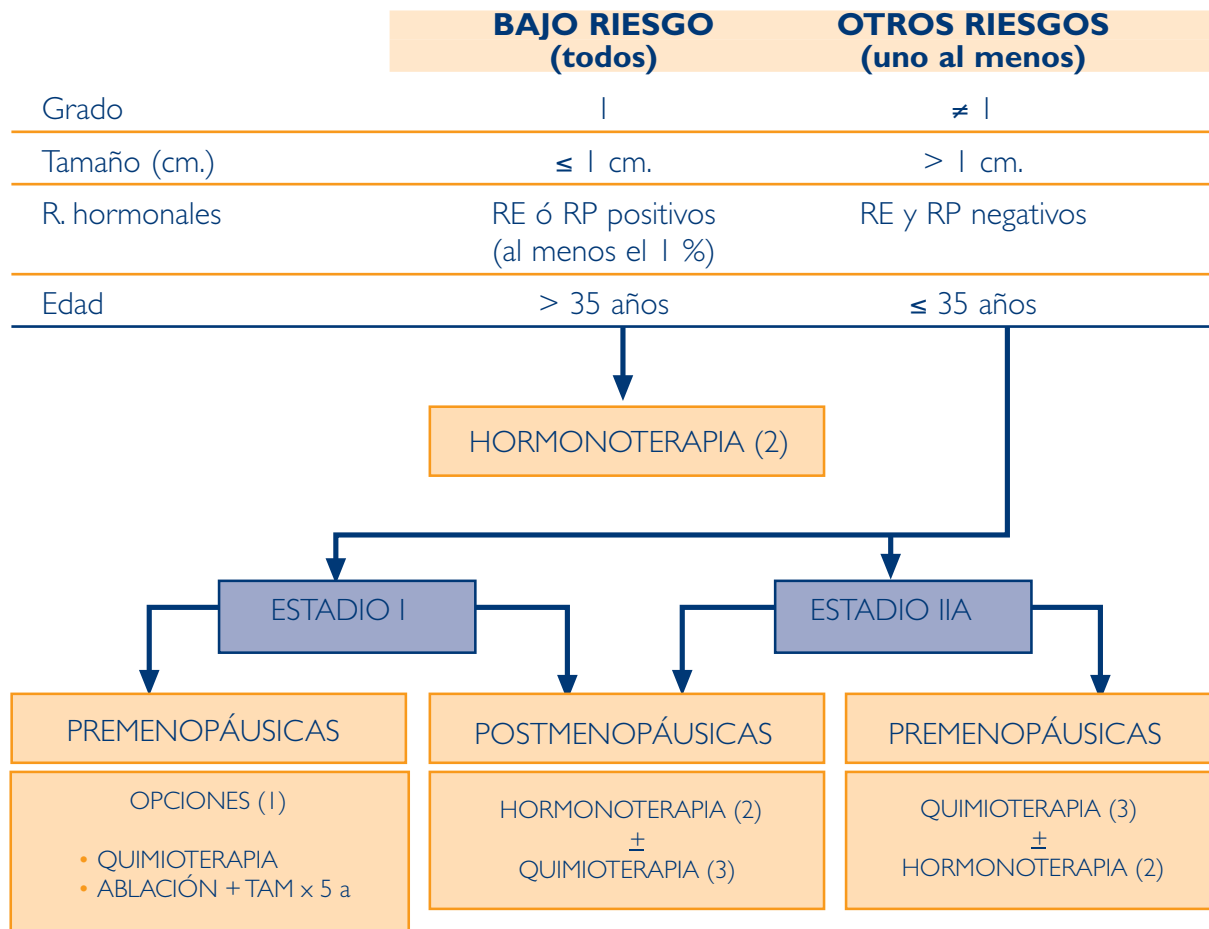 BAJO RIESGO OTROS RIESGOS
(todos) (uno al menos)
Grado 1 ≠ 1
Tamaño (cm.) ≤ 1 cm. > 1 cm.
R. hormonales RE ó RP positivos RE y RP negativos
(al menos el 1 %)
Edad > 35 años ≤ 35 años
HORMONOTERAPIA (2)
ESTADIO I ESTADIO IIA
PREMENOPÁUSICAS POSTMENOPÁUSICAS PREMENOPÁUSICAS
OPCIONES (1)
• QUIMIOTERAPIA
• ABLACIÓN + TAM x 5 a
HORMONOTERAPIA (2)
±
QUIMIOTERAPIA (3)
QUIMIOTERAPIA (3)
±
HORMONOTERAPIA (2)